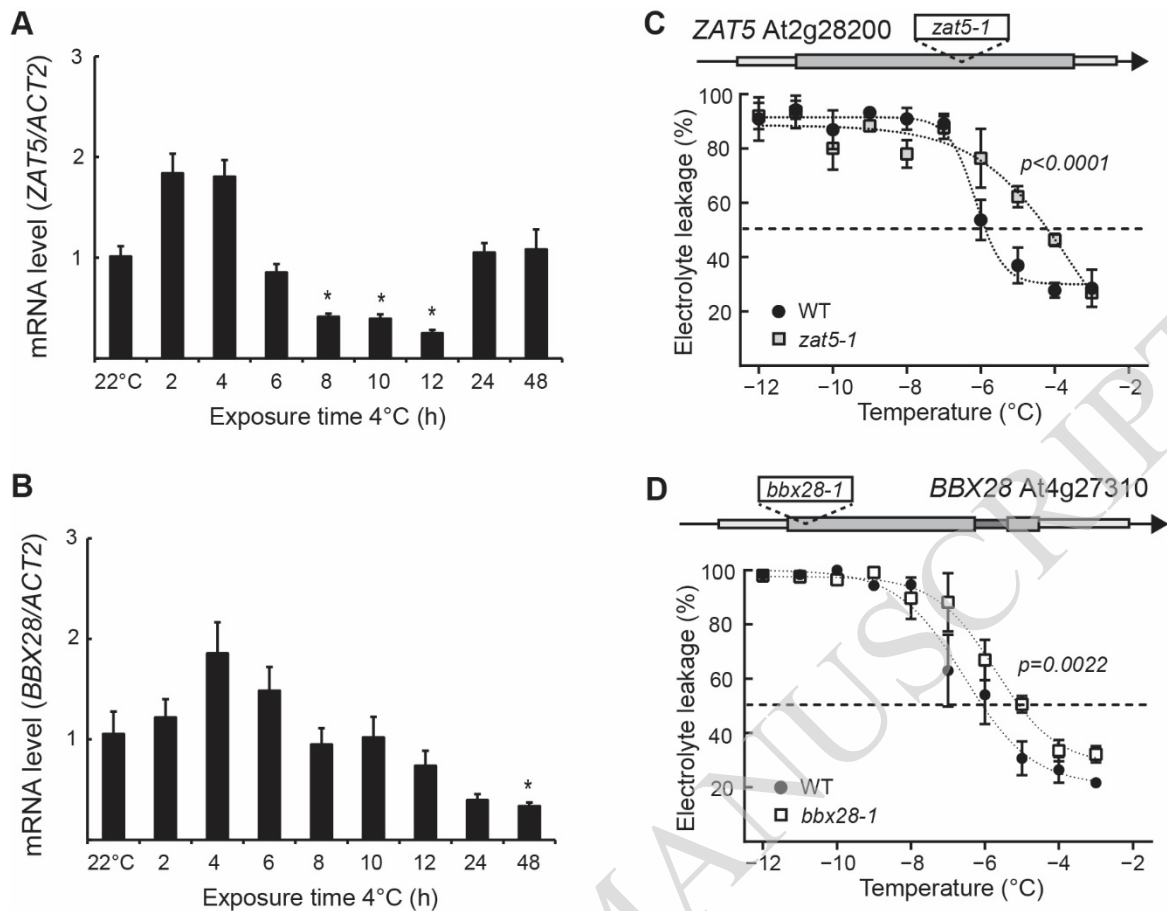 A
mRNA level (ZAT5/ACT2)
3
2
1
22°C 2 4 6 8 10 12 24 48
* * *
Exposure time 4°C (h)
B
mRNA level (BBX28/ACT2)
3
2
1
22°C 2 4 6 8 10 12 24 48
*
Exposure time 4°C (h)
C
ZAT5 At2g28200
zat5-1
Electrolyte leakage (%)
100
80
60
40
20
p<0.0001
WT
zat5-1
−12 −10 −8 −6 −4 −2
Temperature (°C)
D
bbx28-1
BBX28 At4g27310
Electrolyte leakage (%)
100
80
60
40
20
p=0.0022
WT
bbx28-1
−12 −10 −8 −6 −4 −2
Temperature (°C)
MANUSCRIPT